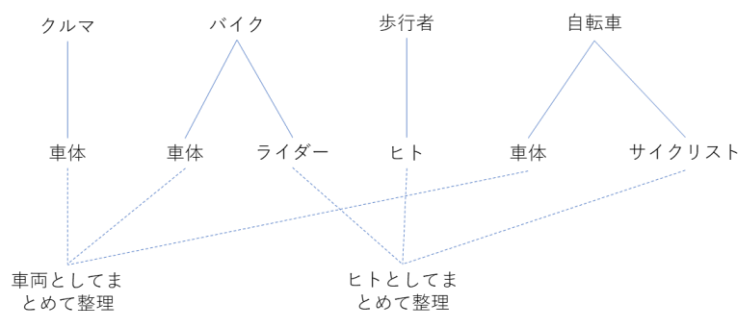 クルマ
バイク
歩行者
自転車
車体
車体
ライダー
ヒト
車体
サイクリスト
車両としてま
とめて整理
ヒトとしてま
とめて整理